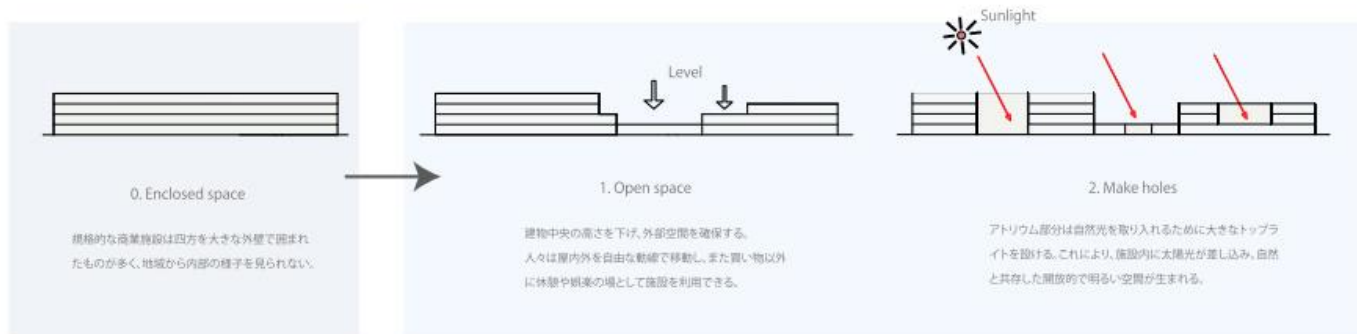 Sunlight
Level
0. Enclosed space
規格的な商業施設は四方を大きな外壁で囲まれ
たものが多く、地域から内部の様子を見られない。
1. Open space
建物中央の高さを下げ、外部空間を確保する。
人々は屋内外を自由な動線で移動し、また買い物以外
に休憩や娯楽の場として施設を利用できる。
2. Make holes
アトリウム部分は自然光を取り入れるために大きなトップラ
イトを設ける。これにより、施設内に太陽光が差し込み、自然
と共存した開放的で明るい空間が生まれる。